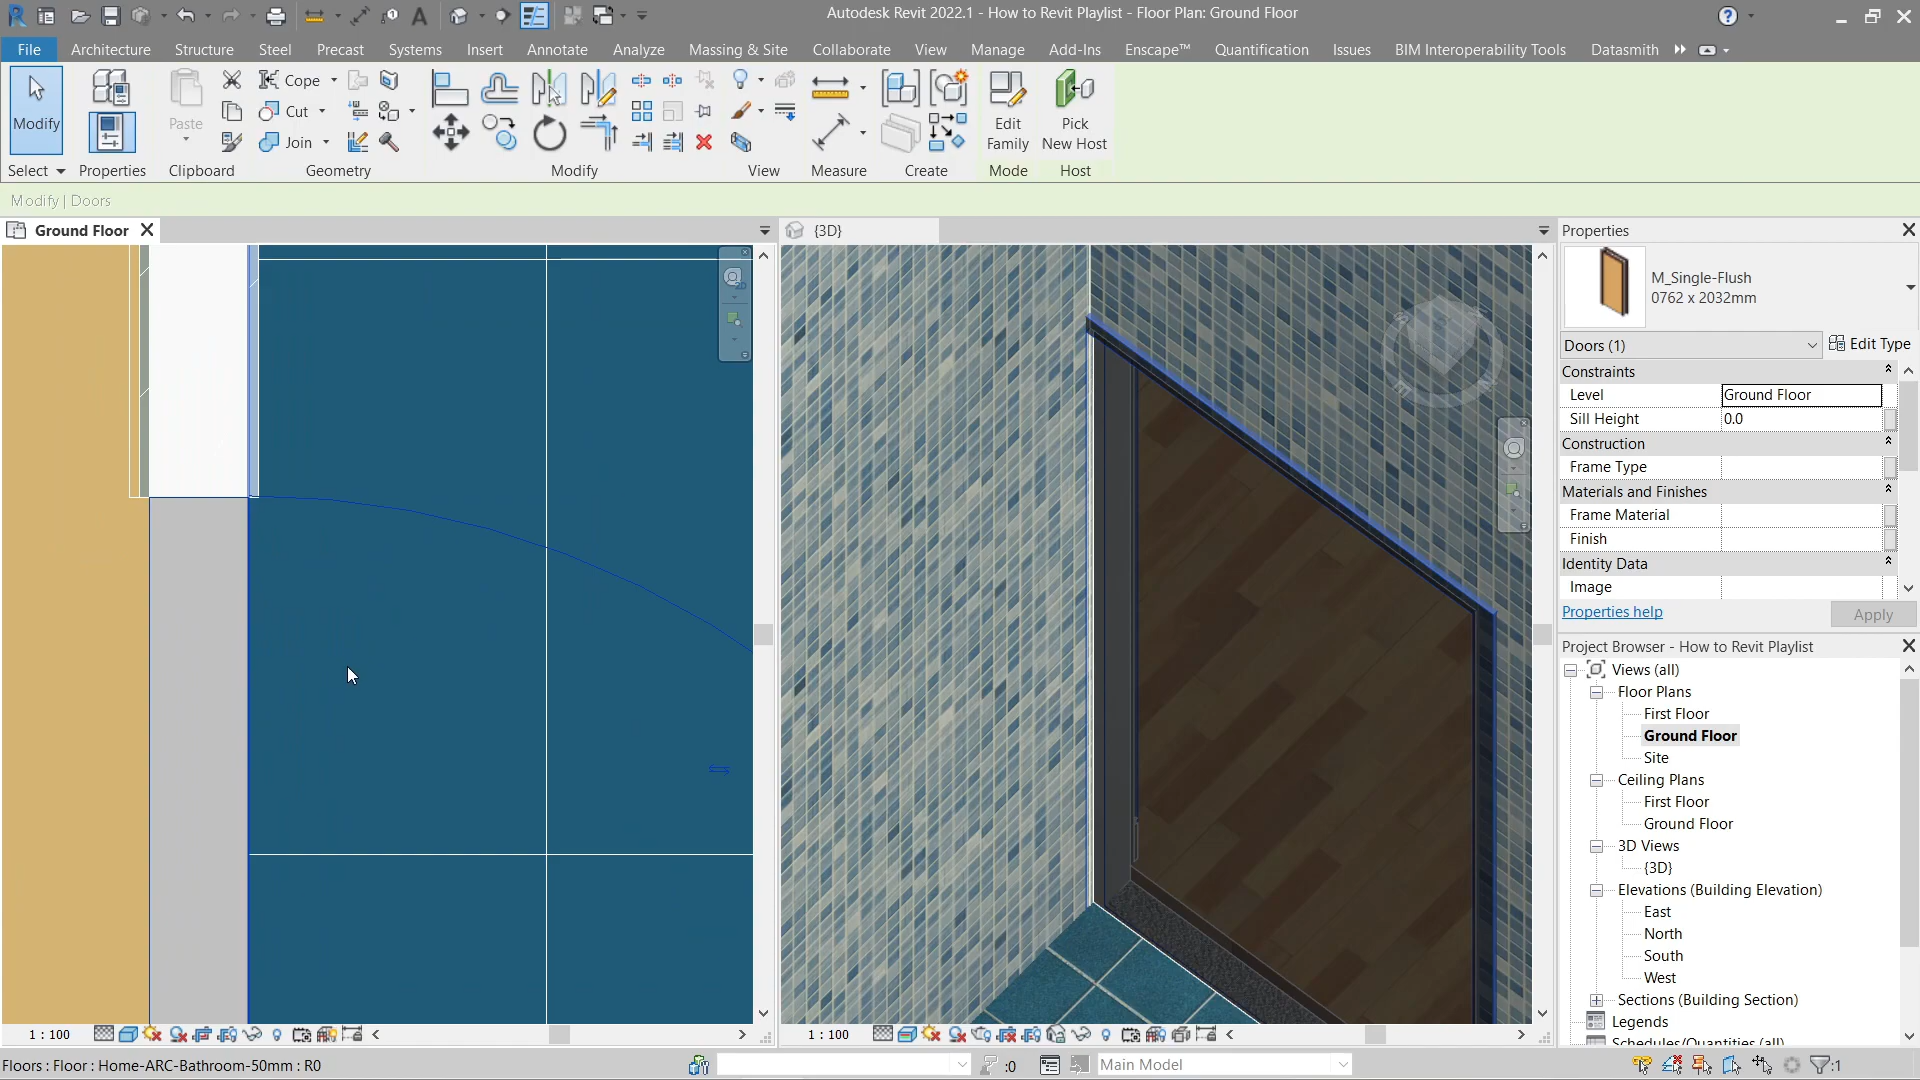 Autodesk Revit 2022.1 - How to Revit Playlist - Floor Plan: Ground Floor
File Architecture Structure Steel Precast Systems Insert Annotate Analyze Massing & Site Collaborate View Manage Add-Ins Enscape™ Quantification Issues BIM Interoperability Tools Datasmith
Modify
Paste
Cope
Cut
Join
Edit Family
Pick New Host
Select Properties Clipboard Geometry Modify View Measure Create Mode Host
Modify | Doors
Ground Floor
{3D}
Properties
M_Single-Flush
0762 x 2032mm
Doors (1) Edit Type
Constraints
Level Ground Floor
Sill Height 0.0
Construction
Frame Type
Materials and Finishes
Frame Material
Finish
Identity Data
Image
Properties help Apply
Project Browser - How to Revit Playlist
Views (all)
Floor Plans
First Floor
Ground Floor
Site
Ceiling Plans
First Floor
Ground Floor
3D Views
{3D}
Elevations (Building Elevation)
East
North
South
West
Sections (Building Section)
Legends
Schedules/Quantities (all)
1 : 100
1 : 100
Floors : Floor : Home-ARC-Bathroom-50mm : R0
:0
Main Model
:1